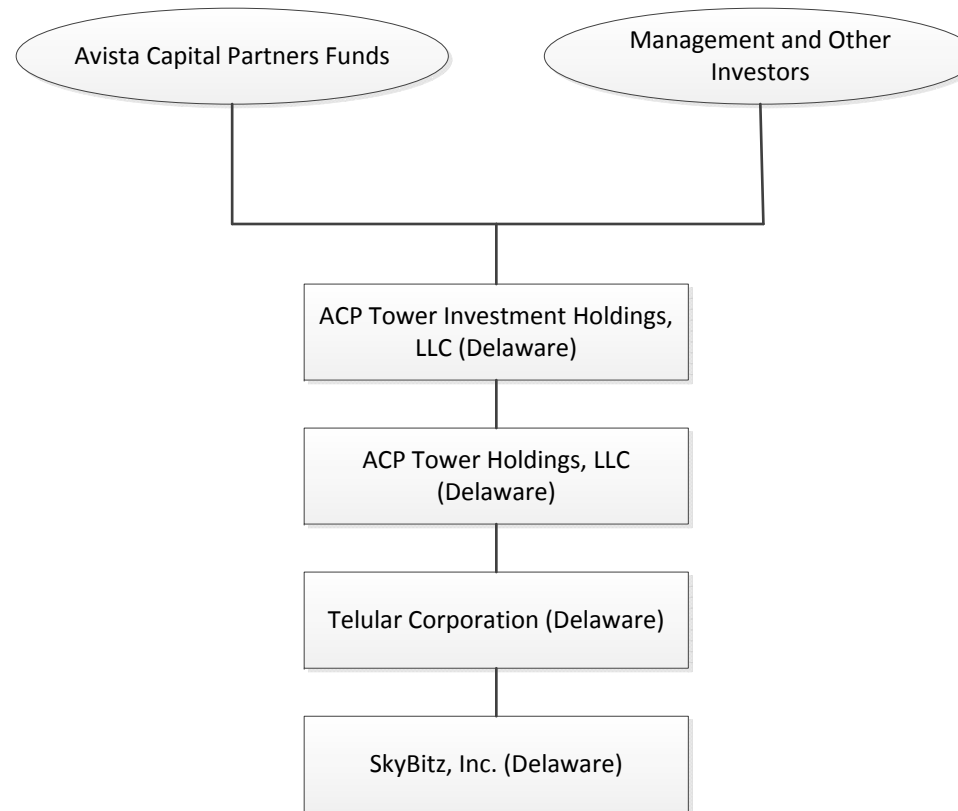 Avista Capital Partners Funds
Management and Other
Investors
ACP Tower Investment Holdings,
LLC (Delaware)
ACP Tower Holdings, LLC
(Delaware)
Telular Corporation (Delaware)
SkyBitz, Inc. (Delaware)